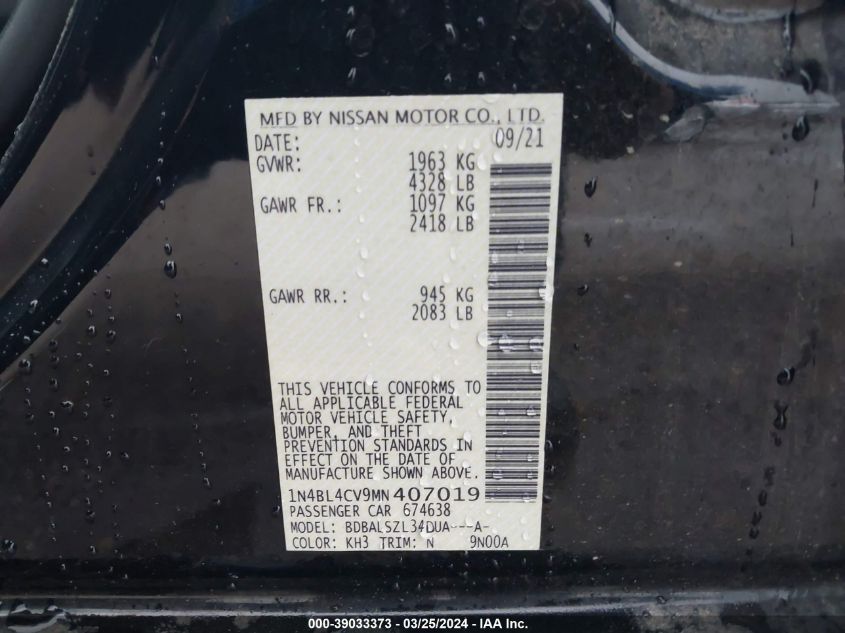 MFD BY NISSAN MOTOR CO., LTD.
DATE: 09/21
GVWR: 1963 KG
4328 LB
GAWR FR.: 1097 KG
2418 LB
GAWR RR.: 945 KG
2083 LB
THIS VEHICLE CONFORMS TO
ALL APPLICABLE FEDERAL
MOTOR VEHICLE SAFETY,
BUMPER, AND THEFT
PREVENTION STANDARDS IN
EFFECT ON THE DATE OF
MANUFACTURE SHOWN ABOVE.
1N4BL4CV9MN407019
PASSENGER CAR 674638
MODEL: BDBALSZL34DUA---A-
COLOR: KH3 TRIM: N 9N00A
000-39033373 - 03/25/2024 - IAA Inc.